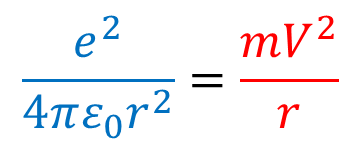 e² / 4πε₀r² = mV² / r